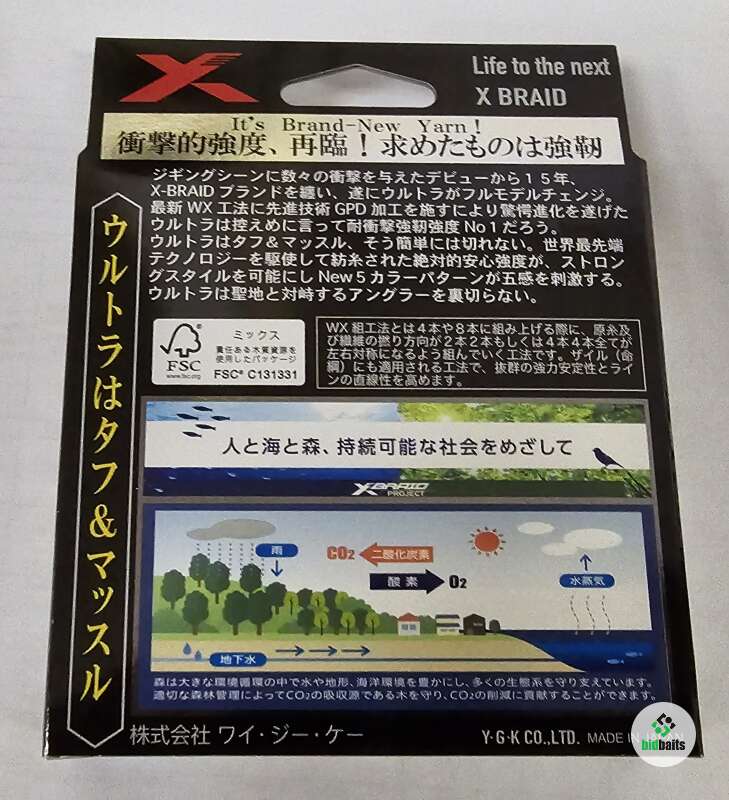 X
Life to the next
X BRAID
It's Brand-New Yarn!
衝撃的強度、再臨！求めたものは強靭
ジギングシーンに数々の衝撃を与えたデビューから１５年、
X-BRAIDブランドを纏い、遂にウルトラがフルモデルチェンジ。
最新WX工法に先進技術GPD加工を施すにより驚愕進化を遂げた
ウルトラは控えめに言って耐衝撃強靭強度No1だろう。
ウルトラはタフ＆マッスル、そう簡単には切れない。世界最先端
テクノロジーを駆使して紡糸された絶対的安心強度が、ストロン
グスタイルを可能にしNew5カラーパターンが五感を刺激する。
ウルトラは聖地と対峙するアングラーを裏切らない。
ウルトラはタフ＆マッスル
FSC
www.fsc.org
ミックス
責任ある木質資源を
使用したパッケージ
FSC® C131331
WX組工法とは４本や８本に組み上げる際に、原糸及
び繊維の撚り方向が２本２本もしくは４本４本全てが
左右対称になるよう組んでいく工法です。ザイル（命
綱）にも適用される工法で、抜群の強力安定性とライ
ンの直線性を高めます。
人と海と森、持続可能な社会をめざして
X-BRAID
PROJECT
雨
CO2
二酸化炭素
酸素
O2
水蒸気
地下水
森は大きな環境循環の中で水や地形、海洋環境を豊かにし、多くの生態系を守り支えています。
適切な森林管理によってCO2の吸収源である木を守り、CO2の削減に貢献することができます。
株式会社 ワイ・ジー・ケー
Y・G・K CO.,LTD.
MADE IN JAPAN
bidbaits